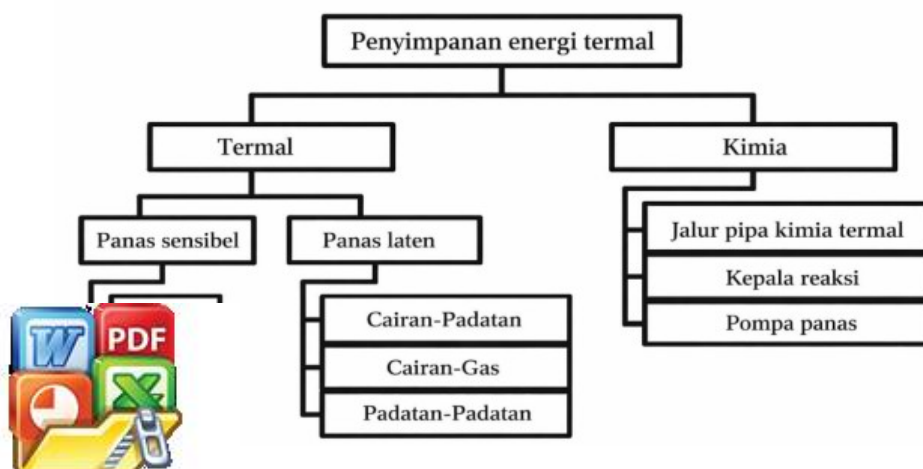 Penyimpanan energi termal
Termal
Kimia
Panas sensibel
Panas laten
Jalur pipa kimia termal
Kepala reaksi
Pompa panas
Cairan-Padatan
Cairan-Gas
Padatan-Padatan
W
PDF
X